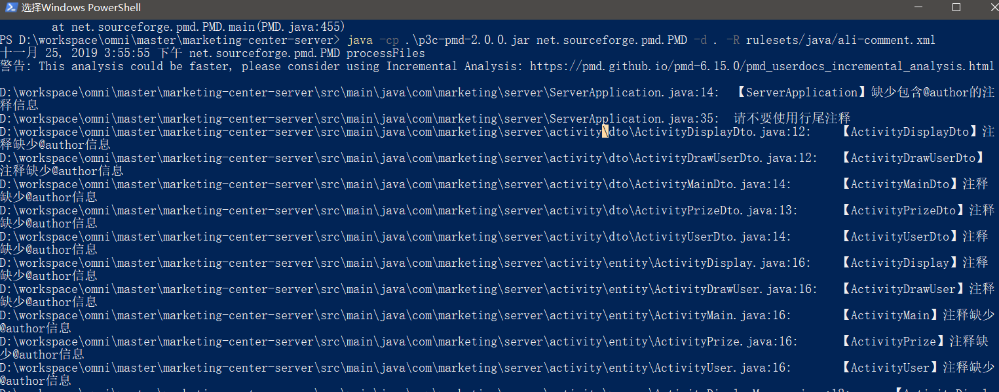 选择Windows PowerShell
at net.sourceforge.pmd.PMD.main(PMD.java:455)
PS D:\workspace\omni\master\marketing-center-server> java -cp .\p3c-pmd-2.0.0.jar net.sourceforge.pmd.PMD -d . -R rulesets/java/ali-comment.xml
十一月 25, 2019 3:55:55 下午 net.sourceforge.pmd.PMD processFiles
警告: This analysis could be faster, please consider using Incremental Analysis: https://pmd.github.io/pmd-6.15.0/pmd_userdocs_incremental_analysis.html
D:\workspace\omni\master\marketing-center-server\src\main\java\com\marketing\server\ServerApplication.java:14: 【ServerApplication】缺少包含@author的注
释信息
D:\workspace\omni\master\marketing-center-server\src\main\java\com\marketing\server\ServerApplication.java:35: 请不要使用行尾注释
D:\workspace\omni\master\marketing-center-server\src\main\java\com\marketing\server\activity\dto\ActivityDisplayDto.java:12: 【ActivityDisplayDto】注
释缺少@author信息
D:\workspace\omni\master\marketing-center-server\src\main\java\com\marketing\server\activity\dto\ActivityDrawUserDto.java:12: 【ActivityDrawUserDto】
注释缺少@author信息
D:\workspace\omni\master\marketing-center-server\src\main\java\com\marketing\server\activity\dto\ActivityMainDto.java:14: 【ActivityMainDto】注释
缺少@author信息
D:\workspace\omni\master\marketing-center-server\src\main\java\com\marketing\server\activity\dto\ActivityPrizeDto.java:13: 【ActivityPrizeDto】注释
缺少@author信息
D:\workspace\omni\master\marketing-center-server\src\main\java\com\marketing\server\activity\dto\ActivityUserDto.java:14: 【ActivityUserDto】注释
缺少@author信息
D:\workspace\omni\master\marketing-center-server\src\main\java\com\marketing\server\activity\entity\ActivityDisplay.java:16: 【ActivityDisplay】注释
缺少@author信息
D:\workspace\omni\master\marketing-center-server\src\main\java\com\marketing\server\activity\entity\ActivityDrawUser.java:16: 【ActivityDrawUser】注释
缺少@author信息
D:\workspace\omni\master\marketing-center-server\src\main\java\com\marketing\server\activity\entity\ActivityMain.java:16: 【ActivityMain】注释缺少
@author信息
D:\workspace\omni\master\marketing-center-server\src\main\java\com\marketing\server\activity\entity\ActivityPrize.java:16: 【ActivityPrize】注释缺
少@author信息
D:\workspace\omni\master\marketing-center-server\src\main\java\com\marketing\server\activity\entity\ActivityUser.java:16: 【ActivityUser】注释缺少
@author信息